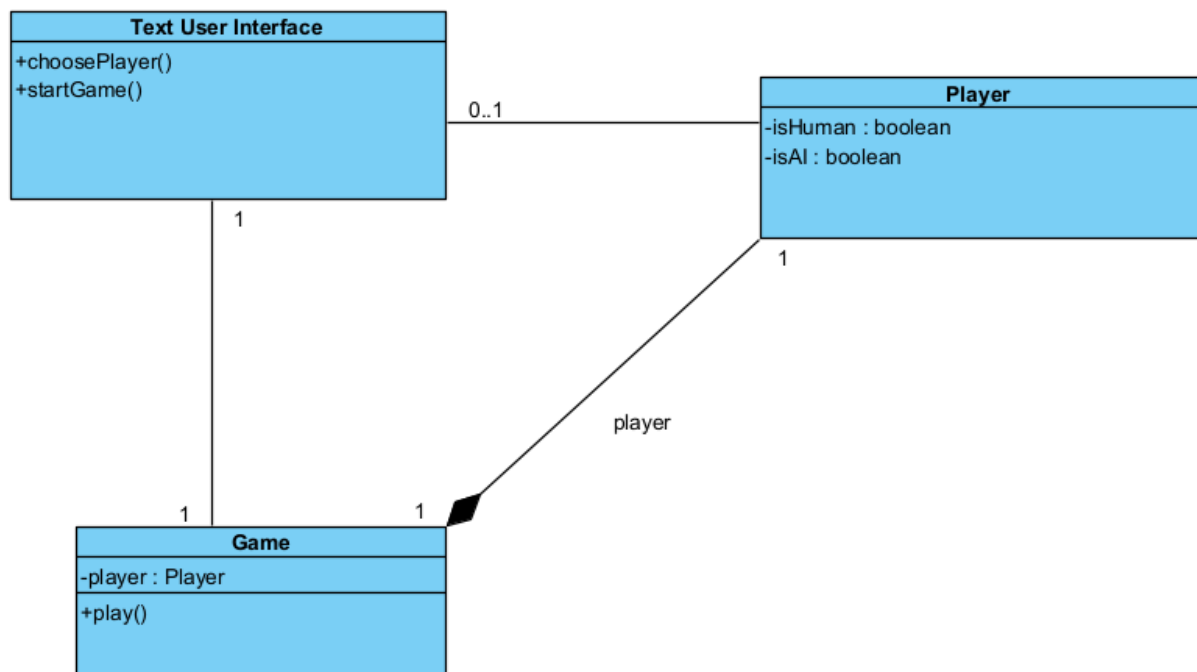 Text User Interface
+choosePlayer()
+startGame()
0..1
Player
-isHuman : boolean
-isAI : boolean
1
1
player
1
1
Game
-player : Player
+play()